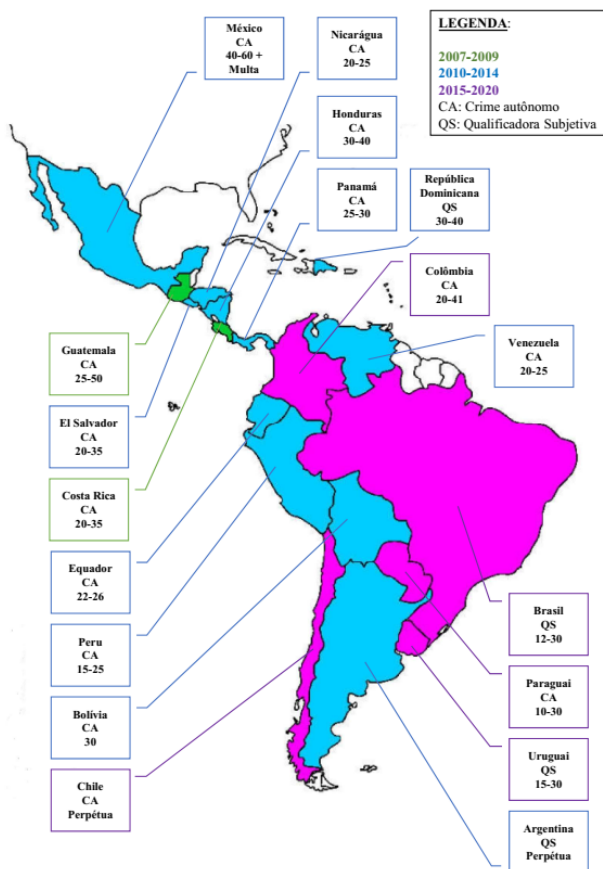 México
CA
40-60 +
Multa
Nicarágua
CA
20-25
Honduras
CA
30-40
Panamá
CA
25-30
República
Dominicana
QS
30-40
LEGENDA:
2007-2009
2010-2014
2015-2020
CA: Crime autônomo
QS: Qualificadora Subjetiva
Colômbia
CA
20-41
Venezuela
CA
20-25
Guatemala
CA
25-50
El Salvador
CA
20-35
Costa Rica
CA
20-35
Equador
CA
22-26
Peru
CA
15-25
Bolívia
CA
30
Chile
CA
Perpétua
Brasil
QS
12-30
Paraguai
CA
10-30
Uruguai
QS
15-30
Argentina
QS
Perpétua